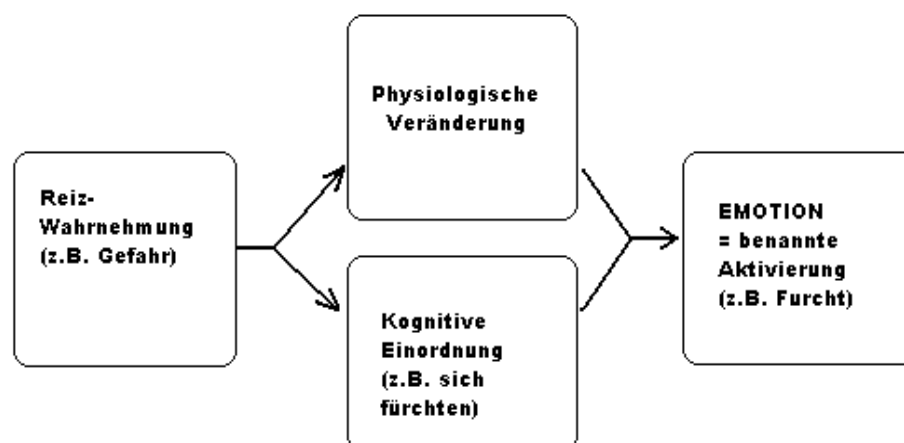 Reiz-
Wahrnehmung
(z.B. Gefahr)
Physiologische
Veränderung
Kognitive
Einordnung
(z.B. sich
fürchten)
EMOTION
= benannte
Aktivierung
(z.B. Furcht)